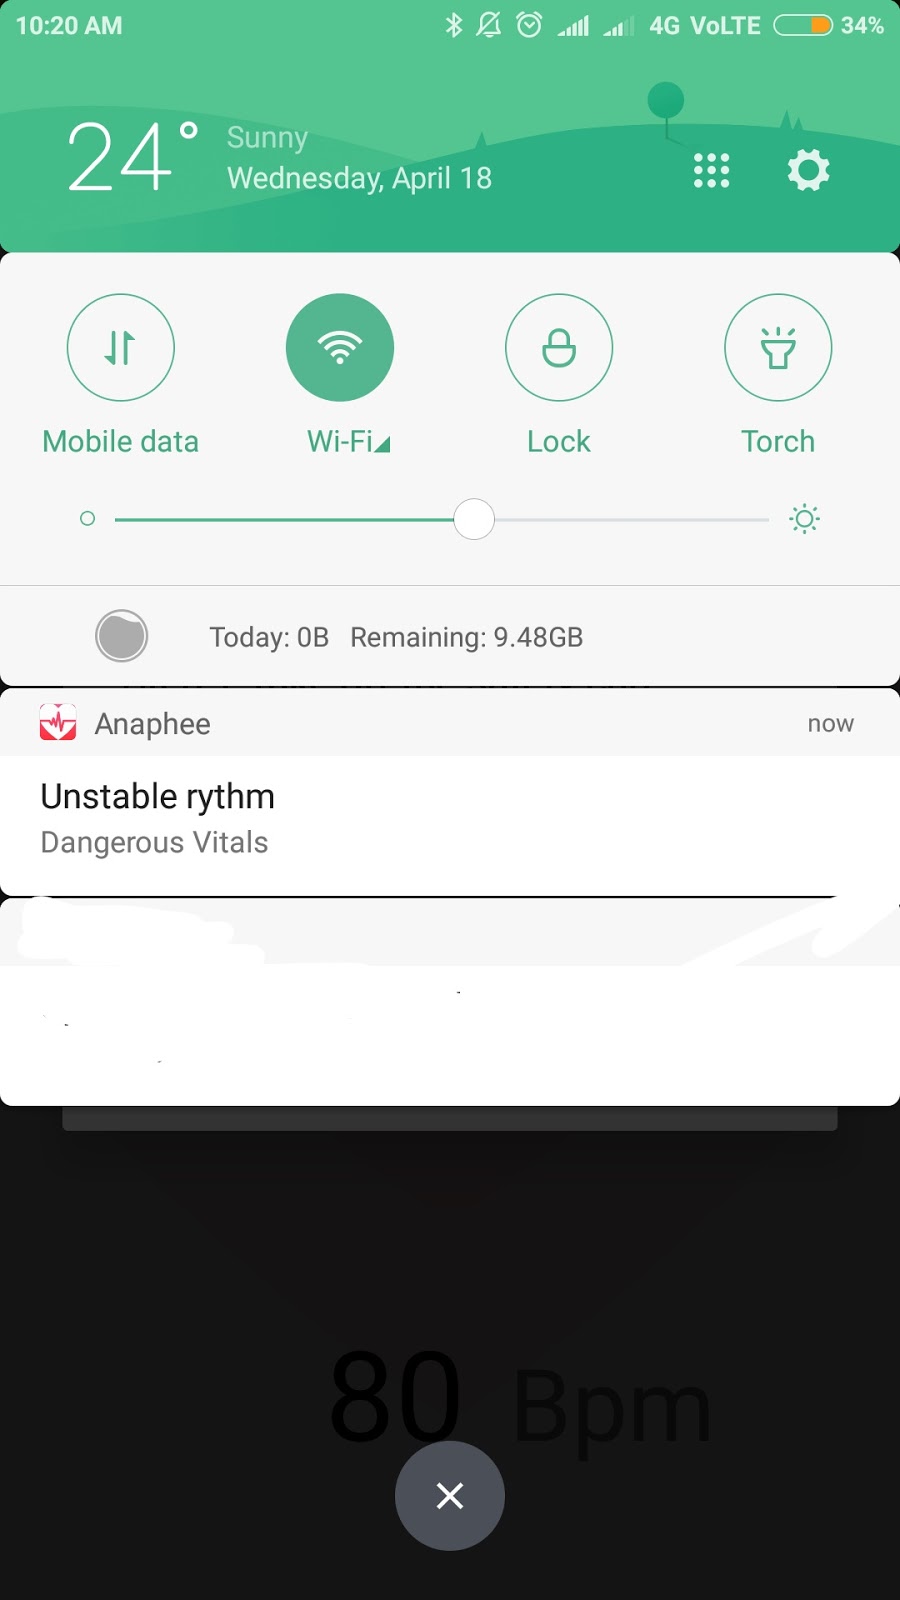 10:20 AM 4G VoLTE 34%
24° Sunny
Wednesday, April 18
Mobile data Wi-Fi Lock Torch
Today: 0B Remaining: 9.48GB
Anaphee now
Unstable rythm
Dangerous Vitals
80 Bpm